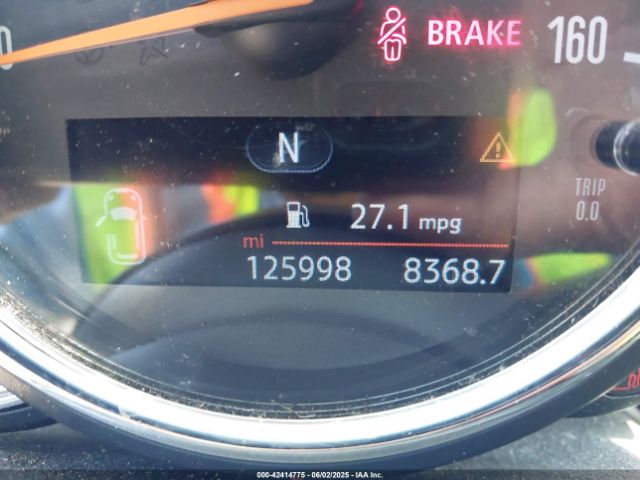 BRAKE 160
N
TRIP
0.0
27.1 mpg
mi
125998 8368.7
000-42414775 - 06/02/2025 - IAA Inc.